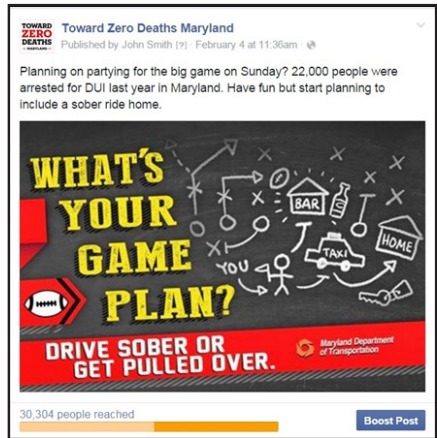 TOWARD
ZERO
DEATHS
MARYLAND
Toward Zero Deaths Maryland
Published by John Smith [?] · February 4 at 11:36am ·
Planning on partying for the big game on Sunday? 22,000 people were
arrested for DUI last year in Maryland. Have fun but start planning to
include a sober ride home.
WHAT'S
YOUR
GAME
PLAN?
BAR
TAXI
HOME
YOU
DRIVE SOBER OR
GET PULLED OVER.
Maryland Department
of Transportation
30,304 people reached
Boost Post